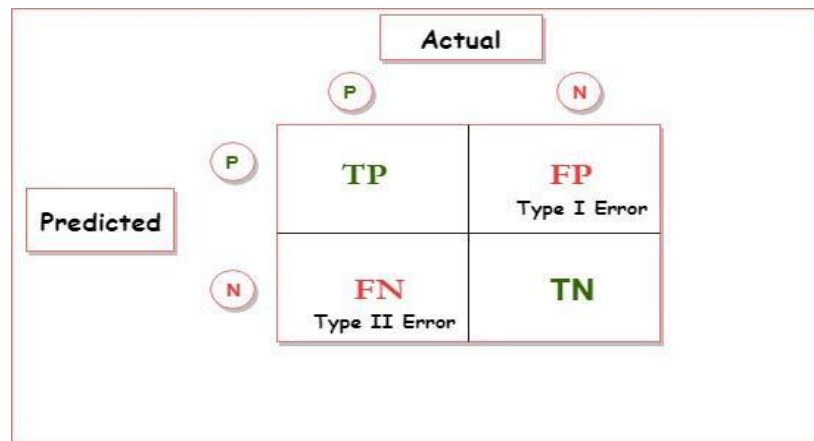 Actual
P N
P TP FP
Type I Error
Predicted
N FN TN
Type II Error